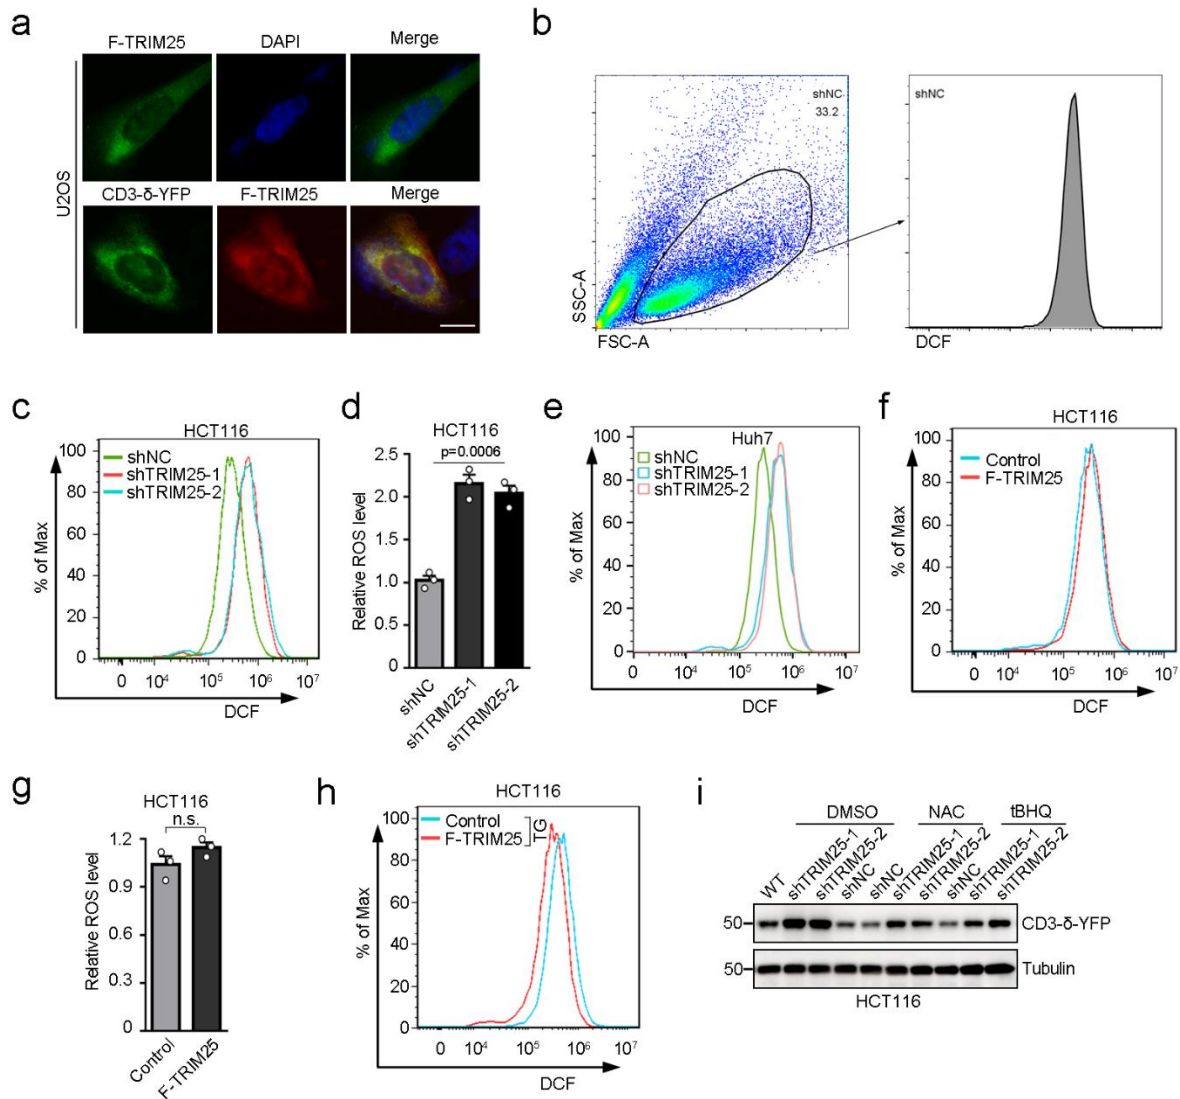 a
F-TRIM25 DAPI Merge
CD3-δ-YFP F-TRIM25 Merge
U2OS
b
shNC
33.2
SSC-A
FSC-A
shNC
DCF
c
HCT116
shNC
shTRIM25-1
shTRIM25-2
100
80
60
40
20
0
% of Max
0 10⁴ 10⁵ 10⁶ 10⁷
DCF
d
HCT116
p=0.0006
2.5
2.0
1.0
0.5
0
Relative ROS level
shNC
shTRIM25-1
shTRIM25-2
e
Huh7
shNC
shTRIM25-1
shTRIM25-2
100
80
60
40
20
0
% of Max
0 10⁴ 10⁵ 10⁶ 10⁷
DCF
f
HCT116
Control
F-TRIM25
100
80
60
40
20
0
% of Max
0 10⁴ 10⁵ 10⁶ 10⁷
DCF
g
HCT116
n.s.
1.2
0.9
0.6
0.3
0
Relative ROS level
Control
F-TRIM25
h
HCT116
Control
F-TRIM25
TG
100
80
60
40
20
0
% of Max
0 10⁴ 10⁵ 10⁶ 10⁷
DCF
i
DMSO NAC tBHQ
WT
shTRIM25-1
shTRIM25-2
shNC
shNC
shTRIM25-1
shTRIM25-2
shNC
shTRIM25-1
shTRIM25-2
50 CD3-δ-YFP
50 Tubulin
HCT116